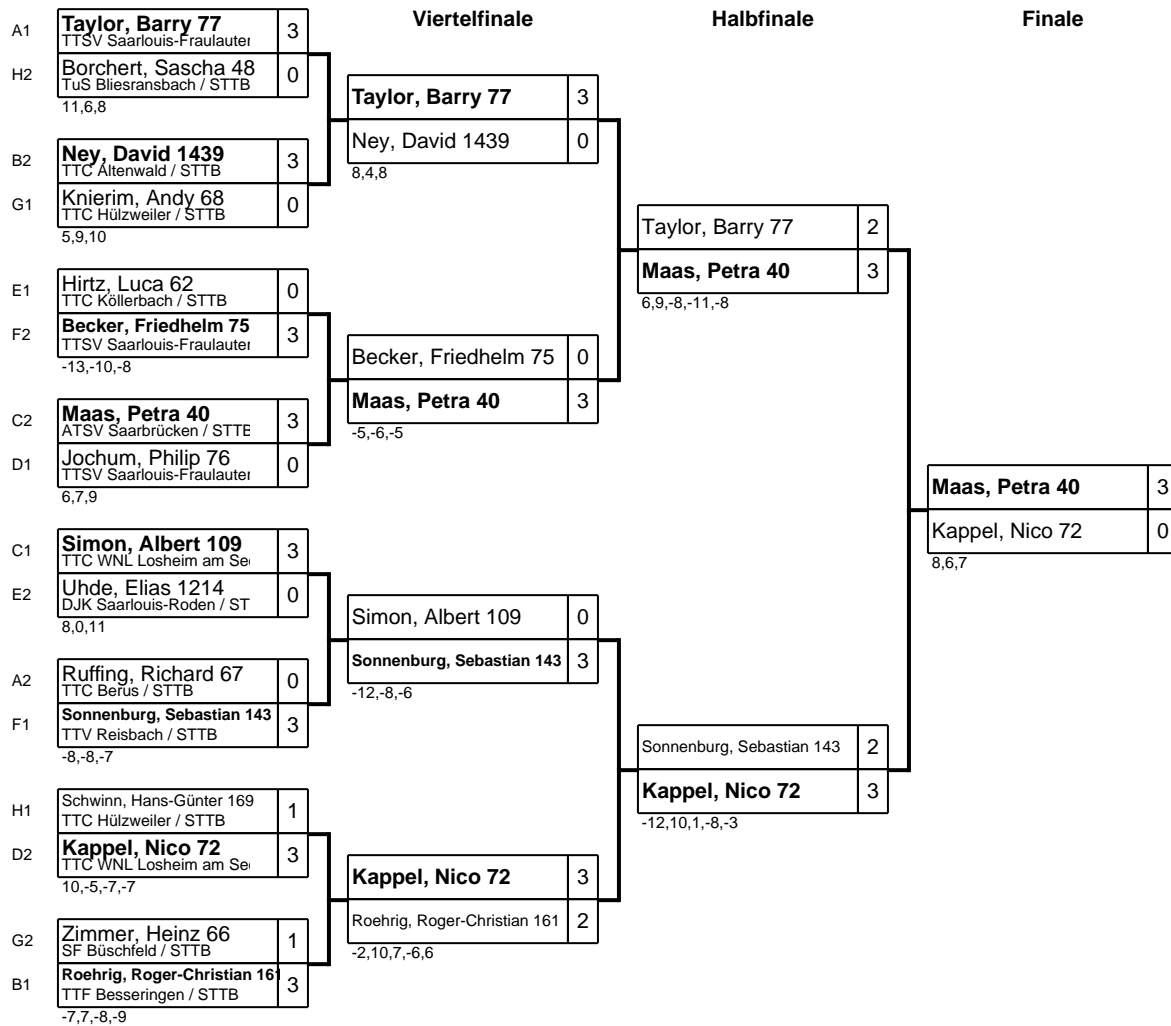 Viertelfinale
Halbfinale
Finale
A1
Taylor, Barry 77
3
TTSV Saarlouis-Fraulauter
H2
Borchert, Sascha 48
0
TuS Bliesransbach / STTB
11,6,8
B2
Ney, David 1439
3
TTC Altenwald / STTB
G1
Knierim, Andy 68
0
TTC Hülzweiler / STTB
5,9,10
E1
Hirtz, Luca 62
0
TTC Köllerbach / STTB
F2
Becker, Friedhelm 75
3
TTSV Saarlouis-Fraulauter
-13,-10,-8
C2
Maas, Petra 40
3
ATSV Saarbrücken / STTB
D1
Jochum, Philip 76
0
TTSV Saarlouis-Fraulauter
6,7,9
C1
Simon, Albert 109
3
TTC WNL Losheim am See
E2
Uhde, Elias 1214
0
DJK Saarlouis-Roden / ST
8,0,11
A2
Ruffing, Richard 67
0
TTC Berus / STTB
F1
Sonnenburg, Sebastian 143
3
TTV Reisbach / STTB
-8,-8,-7
H1
Schwinn, Hans-Günter 169
1
TTC Hülzweiler / STTB
D2
Kappel, Nico 72
3
TTC WNL Losheim am See
10,-5,-7,-7
G2
Zimmer, Heinz 66
1
SF Büschfeld / STTB
B1
Roehrig, Roger-Christian 161
3
TTF Besseringen / STTB
-7,7,-8,-9
Taylor, Barry 77
3
Ney, David 1439
0
8,4,8
Becker, Friedhelm 75
0
Maas, Petra 40
3
-5,-6,-5
Simon, Albert 109
0
Sonnenburg, Sebastian 143
3
-12,-8,-6
Kappel, Nico 72
3
Roehrig, Roger-Christian 161
2
-2,10,7,-6,6
Taylor, Barry 77
2
Maas, Petra 40
3
6,9,-8,-11,-8
Sonnenburg, Sebastian 143
2
Kappel, Nico 72
3
-12,10,1,-8,-3
Maas, Petra 40
3
Kappel, Nico 72
0
8,6,7